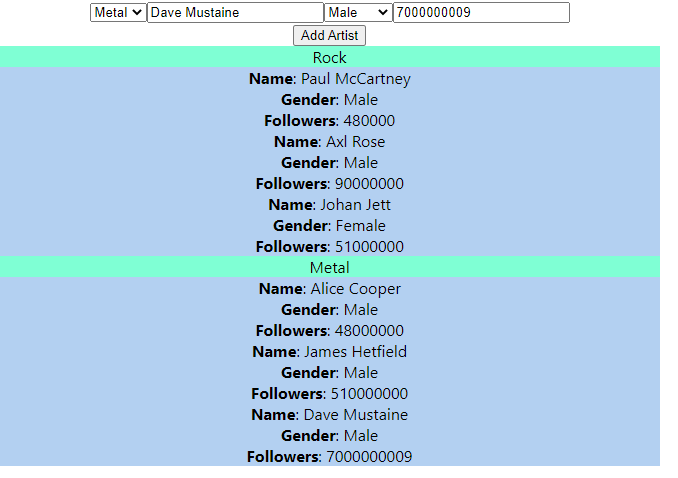 Metal Dave Mustaine Male 7000000009
Add Artist
Rock
Name: Paul McCartney
Gender: Male
Followers: 480000
Name: Axl Rose
Gender: Male
Followers: 90000000
Name: Johan Jett
Gender: Female
Followers: 51000000
Metal
Name: Alice Cooper
Gender: Male
Followers: 48000000
Name: James Hetfield
Gender: Male
Followers: 510000000
Name: Dave Mustaine
Gender: Male
Followers: 7000000009